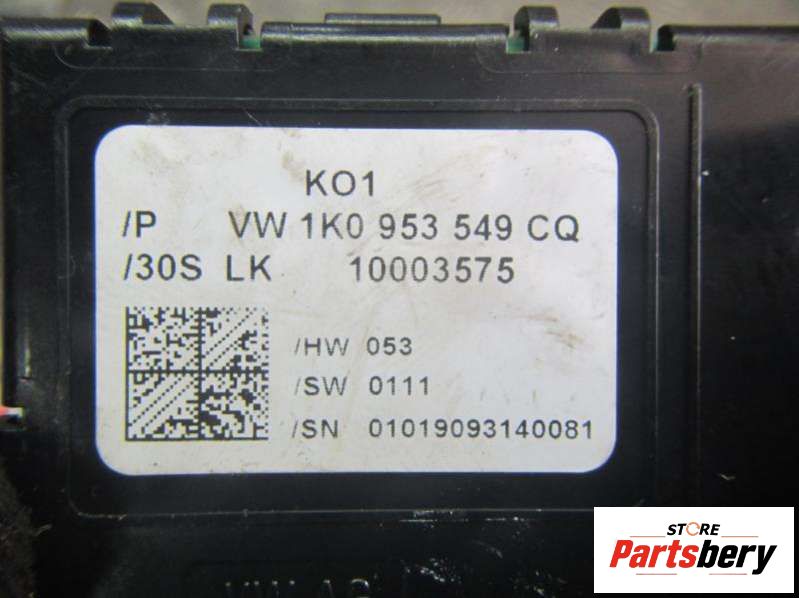 KO1
/P VW 1K0 953 549 CQ
/30S LK 10003575
/HW 053
/SW 0111
/SN 01019093140081
STORE
Partsbery